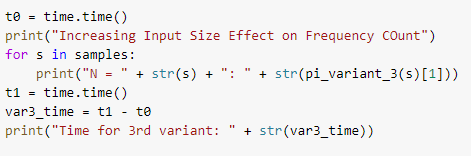 t0 = time.time()
print("Increasing Input Size Effect on Frequency COunt")
for s in samples:
    print("N = " + str(s) + ": " + str(pi_variant_3(s)[1]))
t1 = time.time()
var3_time = t1 - t0
print("Time for 3rd variant: " + str(var3_time))